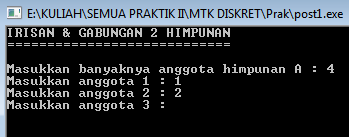 E:\KULIAH\SEMUA PRAKTIK II\MTK DISKRET\Prak\post1.exe
IRISAN & GABUNGAN 2 HIMPUNAN
============================
Masukkan banyaknya anggota himpunan A : 4
Masukkan anggota 1 : 1
Masukkan anggota 2 : 2
Masukkan anggota 3 :